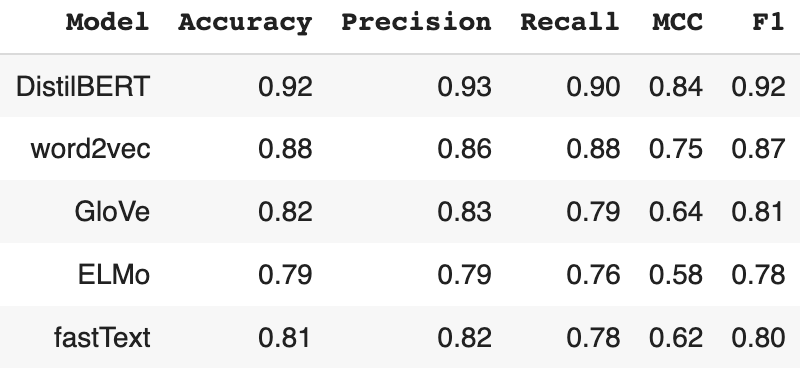 Model Accuracy Precision Recall MCC F1
DistilBERT 0.92 0.93 0.90 0.84 0.92
word2vec 0.88 0.86 0.88 0.75 0.87
GloVe 0.82 0.83 0.79 0.64 0.81
ELMo 0.79 0.79 0.76 0.58 0.78
fastText 0.81 0.82 0.78 0.62 0.80